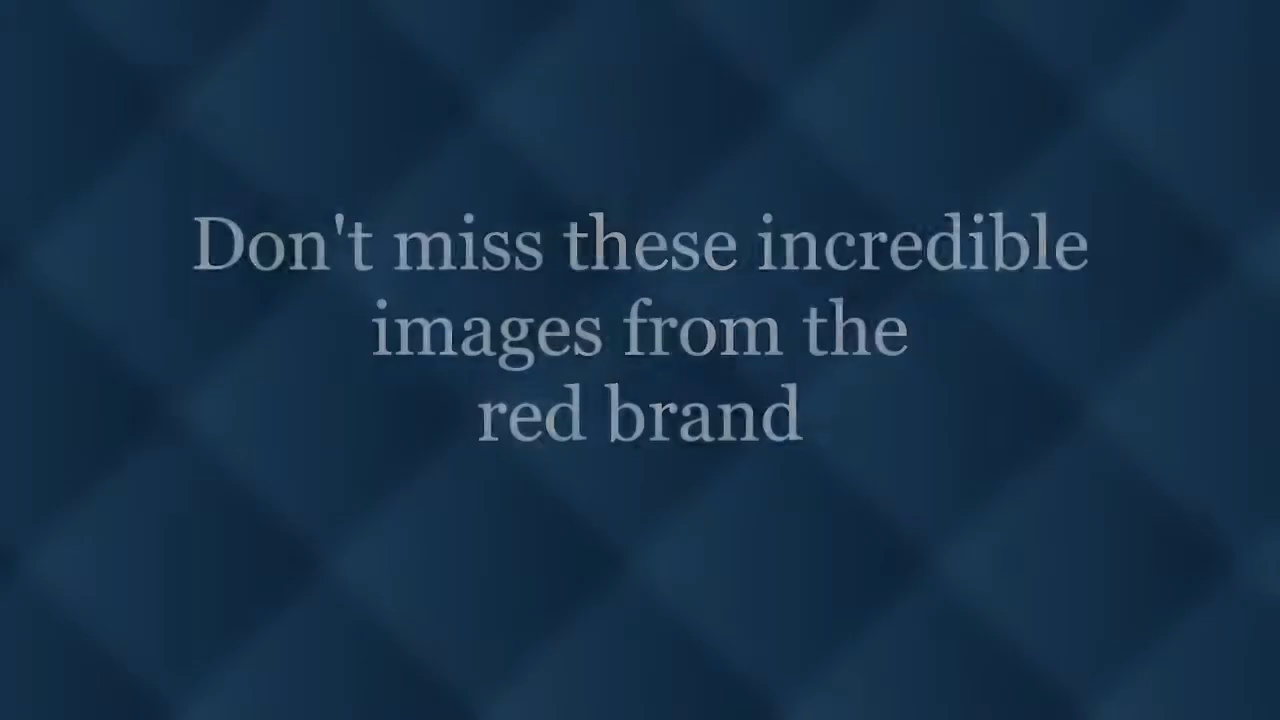 Don't miss these incredible
images from the
red brand